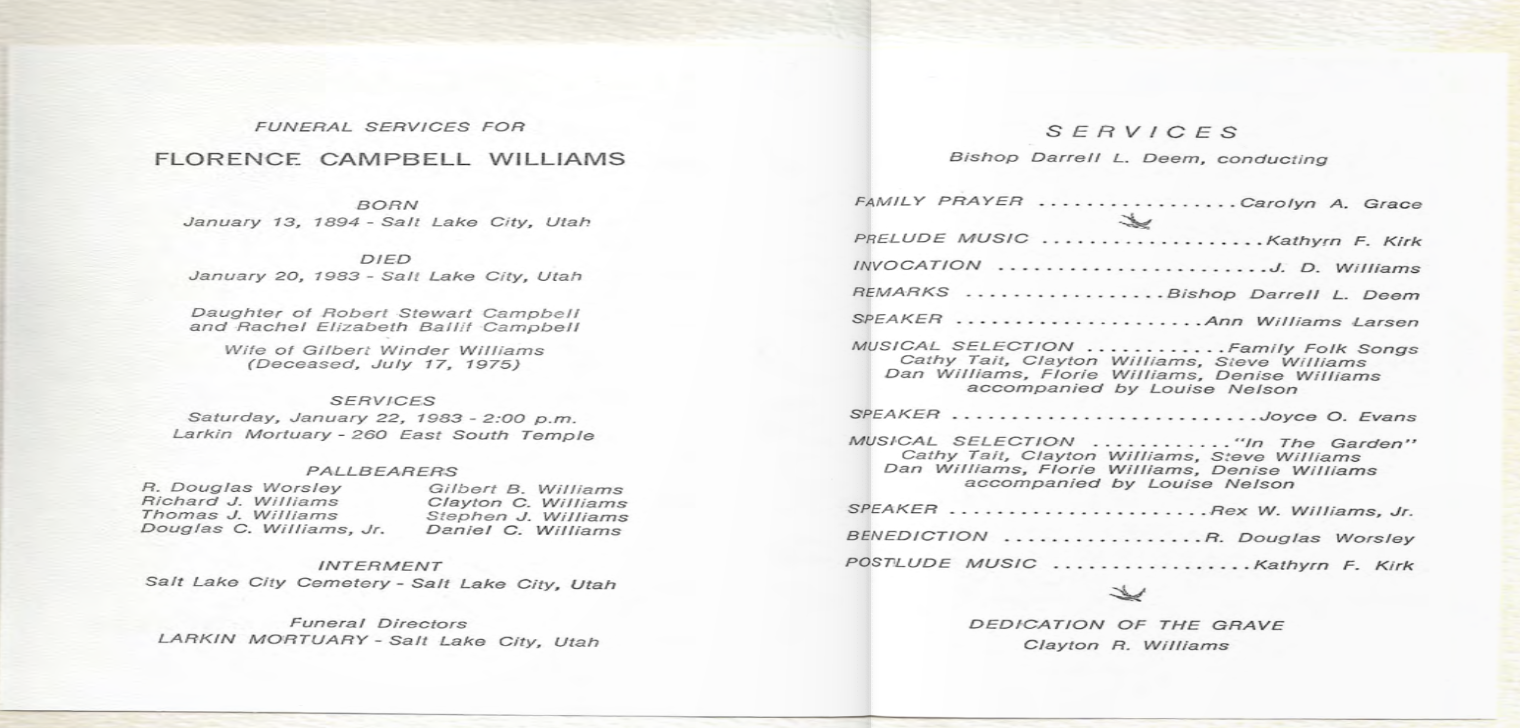 FUNERAL SERVICES FOR
FLORENCE CAMPBELL WILLIAMS
BORN
January 13, 1894 - Salt Lake City, Utah
DIED
January 20, 1983 - Salt Lake City, Utah
Daughter of Robert Stewart Campbell
and Rachel Elizabeth Ballif Campbell
Wife of Gilbert Winder Williams
(Deceased, July 17, 1975)
SERVICES
Saturday, January 22, 1983 - 2:00 p.m.
Larkin Mortuary - 260 East South Temple
PALLBEARERS
R. Douglas Worsley Gilbert B. Williams
Richard J. Williams Clayton C. Williams
Thomas J. Williams Stephen J. Williams
Douglas C. Williams, Jr. Daniel C. Williams
INTERMENT
Salt Lake City Cemetery - Salt Lake City, Utah
Funeral Directors
LARKIN MORTUARY - Salt Lake City, Utah
SERVICES
Bishop Darrell L. Deem, conducting
FAMILY PRAYER .................Carolyn A. Grace
PRELUDE MUSIC ...................Kathyrn F. Kirk
INVOCATION .......................J. D. Williams
REMARKS .................Bishop Darrell L. Deem
SPEAKER .....................Ann Williams Larsen
MUSICAL SELECTION ............Family Folk Songs
Cathy Tait, Clayton Williams, Steve Williams
Dan Williams, Florie Williams, Denise Williams
accompanied by Louise Nelson
SPEAKER ..........................Joyce O. Evans
MUSICAL SELECTION ............"In The Garden"
Cathy Tait, Clayton Williams, Steve Williams
Dan Williams, Florie Williams, Denise Williams
accompanied by Louise Nelson
SPEAKER ......................Rex W. Williams, Jr.
BENEDICTION .................R. Douglas Worsley
POSTLUDE MUSIC .................Kathyrn F. Kirk
DEDICATION OF THE GRAVE
Clayton R. Williams